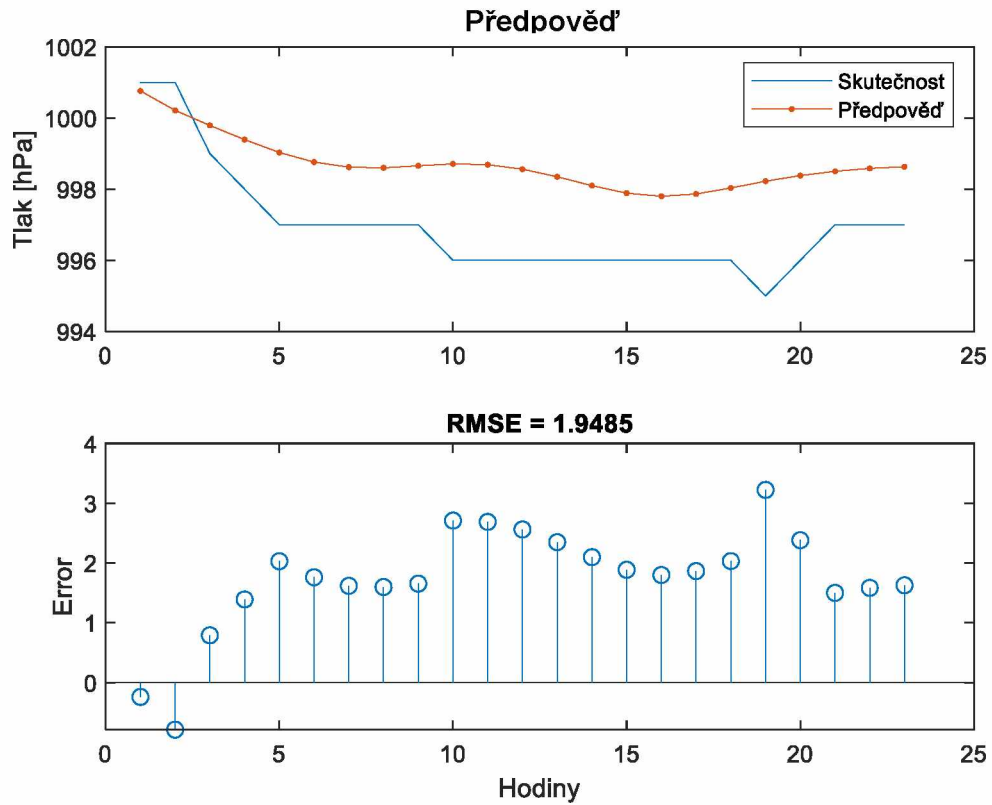 Předpověď
1002
1000
998
996
994
Tlak [hPa]
Skutečnost
Předpověď
0 5 10 15 20 25
RMSE = 1.9485
4
3
2
1
0
Error
0 5 10 15 20 25
Hodiny